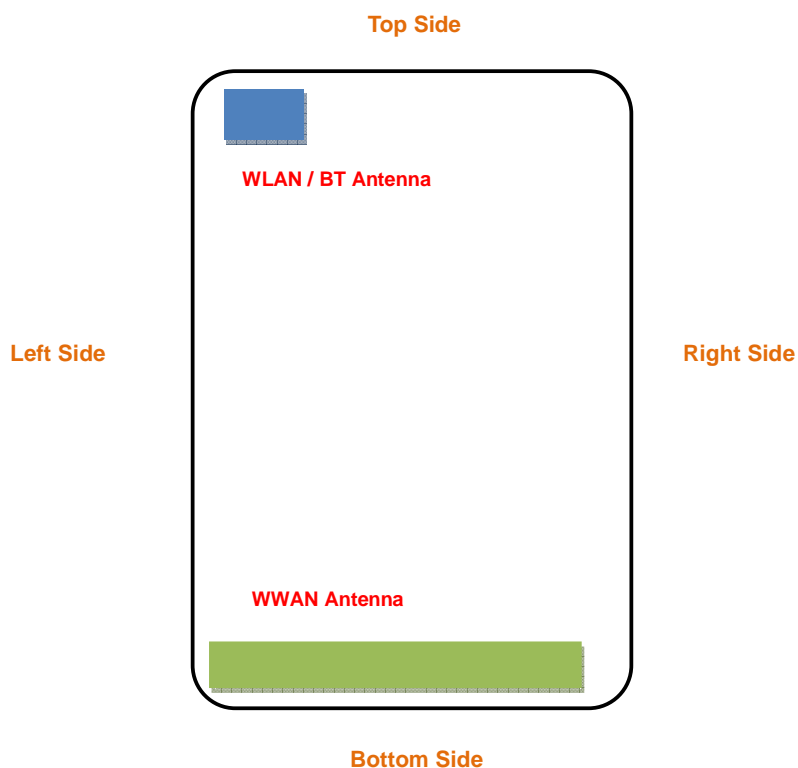 Top Side
WLAN / BT Antenna
Left Side
Right Side
WWAN Antenna
Bottom Side